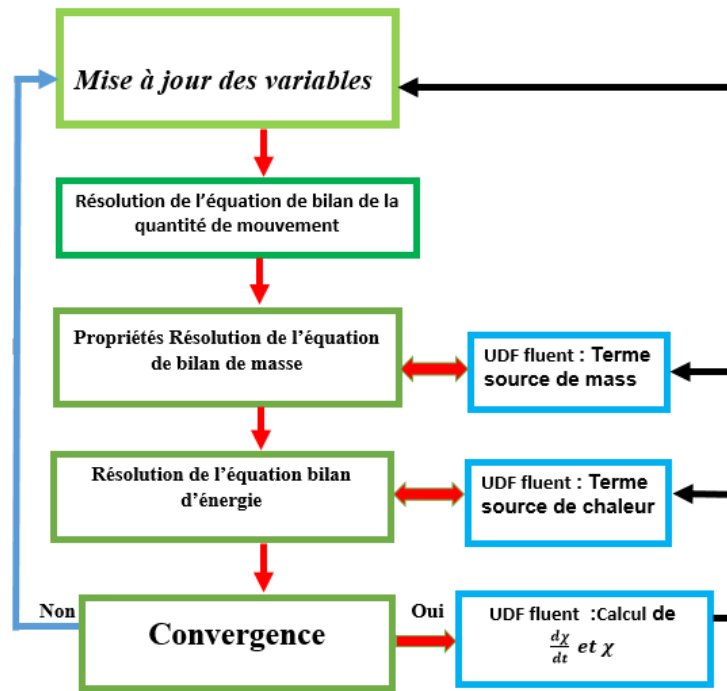 Mise à jour des variables
Résolution de l’équation de bilan de la
quantité de mouvement
Propriétés Résolution de l’équation
de bilan de masse
UDF fluent : Terme
source de mass
Résolution de l’équation bilan
d’énergie
UDF fluent : Terme
source de chaleur
Non
Convergence
Oui
UDF fluent :Calcul de
dχ/dt et χ